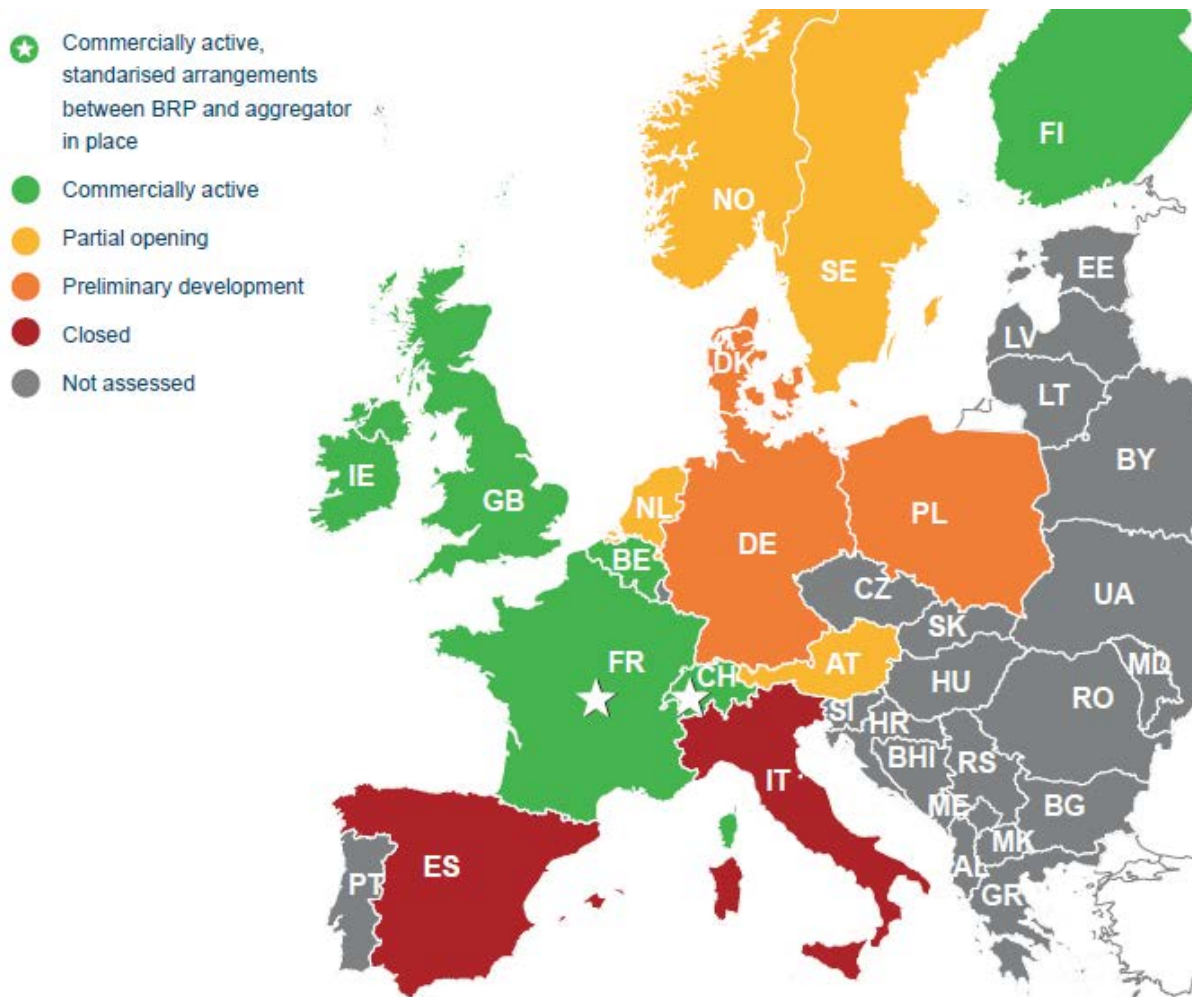 Commercially active,
standarised arrangements
between BRP and aggregator
in place
Commercially active
Partial opening
Preliminary development
Closed
Not assessed
FI
NO
SE
EE
LV
LT
DK
BY
IE
GB
NL
PL
DE
BE
CZ
UA
SK
FR
CH
AT
MD
HU
RO
SI
HR
BHI
RS
IT
ME
BG
MK
AL
ES
PT
GR